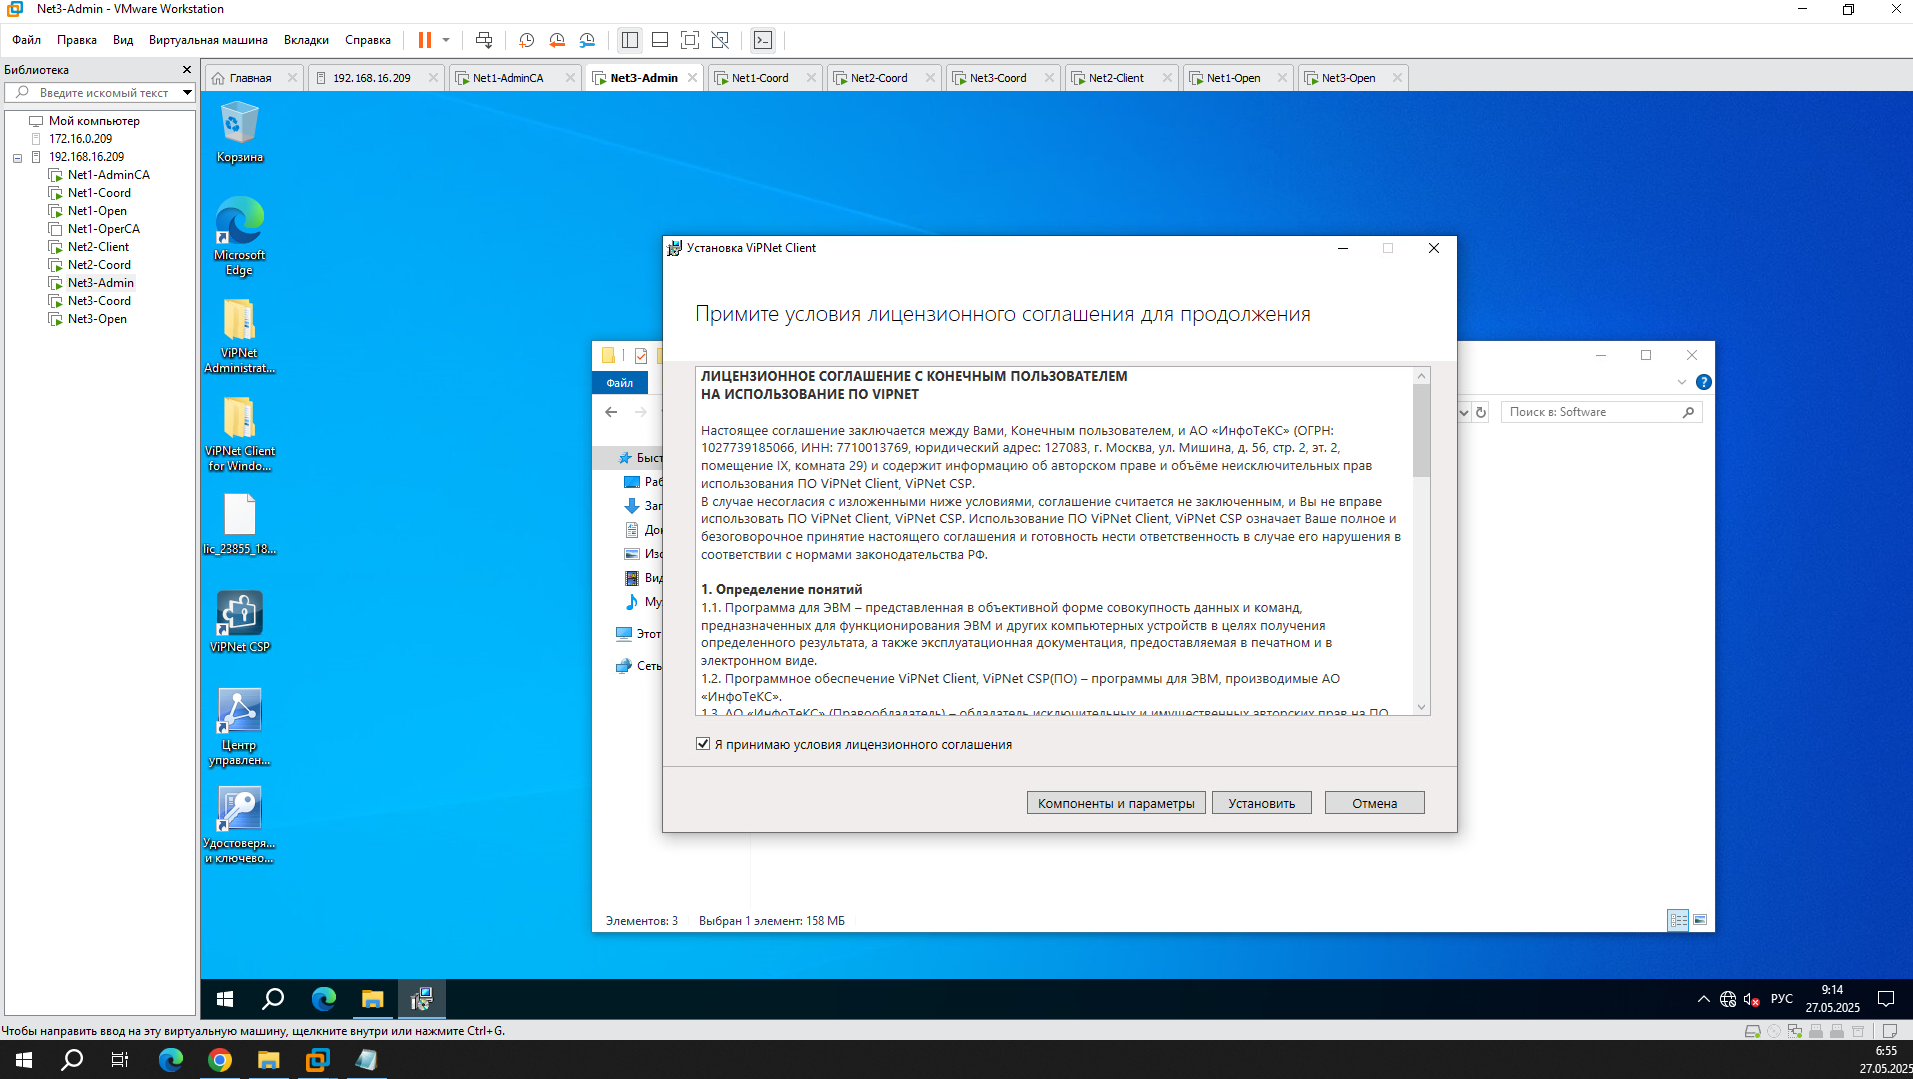 Net3-Admin - VMware Workstation
Файл Правка Вид Виртуальная машина Вкладки Справка
Библиотека
Введите искомый текст
Мой компьютер
172.16.0.209
192.168.16.209
Net1-AdminCA
Net1-Coord
Net1-Open
Net1-OperCA
Net2-Client
Net2-Coord
Net3-Admin
Net3-Coord
Net3-Open
Главная 192.168.16.209 Net1-AdminCA Net3-Admin Net1-Coord Net2-Coord Net3-Coord Net2-Client Net1-Open Net3-Open
Корзина
Microsoft
Edge
ViPNet
Administrat...
ViPNet Client
for Windo...
lic_23855_18...
ViPNet CSP
Центр
управлен...
Удостоверя...
и ключево...
Файл
Поиск в: Software
Быст
Раб
Заг
Док
Изо
Вид
Му
Этот
Сеть
Элементов: 3 Выбран 1 элемент: 158 МБ
Установка ViPNet Client
Примите условия лицензионного соглашения для продолжения
ЛИЦЕНЗИОННОЕ СОГЛАШЕНИЕ С КОНЕЧНЫМ ПОЛЬЗОВАТЕЛЕМ
НА ИСПОЛЬЗОВАНИЕ ПО VIPNET
Настоящее соглашение заключается между Вами, Конечным пользователем, и АО «ИнфоТеКС» (ОГРН:
1027739185066, ИНН: 7710013769, юридический адрес: 127083, г. Москва, ул. Мишина, д. 56, стр. 2, эт. 2,
помещение IX, комната 29) и содержит информацию об авторском праве и объёме неисключительных прав
использования ПО ViPNet Client, ViPNet CSP.
В случае несогласия с изложенными ниже условиями, соглашение считается не заключенным, и Вы не вправе
использовать ПО ViPNet Client, ViPNet CSP. Использование ПО ViPNet Client, ViPNet CSP означает Ваше полное и
безоговорочное принятие настоящего соглашения и готовность нести ответственность в случае его нарушения в
соответствии с нормами законодательства РФ.
1. Определение понятий
1.1. Программа для ЭВМ – представленная в объективной форме совокупность данных и команд,
предназначенных для функционирования ЭВМ и других компьютерных устройств в целях получения
определенного результата, а также эксплуатационная документация, предоставляемая в печатном и в
электронном виде.
1.2. Программное обеспечение ViPNet Client, ViPNet CSP(ПО) – программы для ЭВМ, производимые АО
«ИнфоТеКС».
1.3. АО «ИнфоТеКС» (Правообладатель) – обладатель исключительных и имущественных авторских прав на ПО
Я принимаю условия лицензионного соглашения
Компоненты и параметры Установить Отмена
РУС
9:14
27.05.2025
Чтобы направить ввод на эту виртуальную машину, щелкните внутри или нажмите Ctrl+G.
6:55
27.05.2025